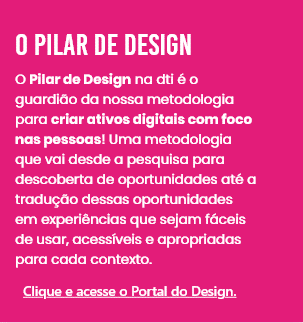 O PILAR DE DESIGN
O Pilar de Design na dti é o
guardião da nossa metodologia
para criar ativos digitais com foco
nas pessoas! Uma metodologia
que vai desde a pesquisa para
descoberta de oportunidades até a
tradução dessas oportunidades
em experiências que sejam fáceis
de usar, acessíveis e apropriadas
para cada contexto.
Clique e acesse o Portal do Design.